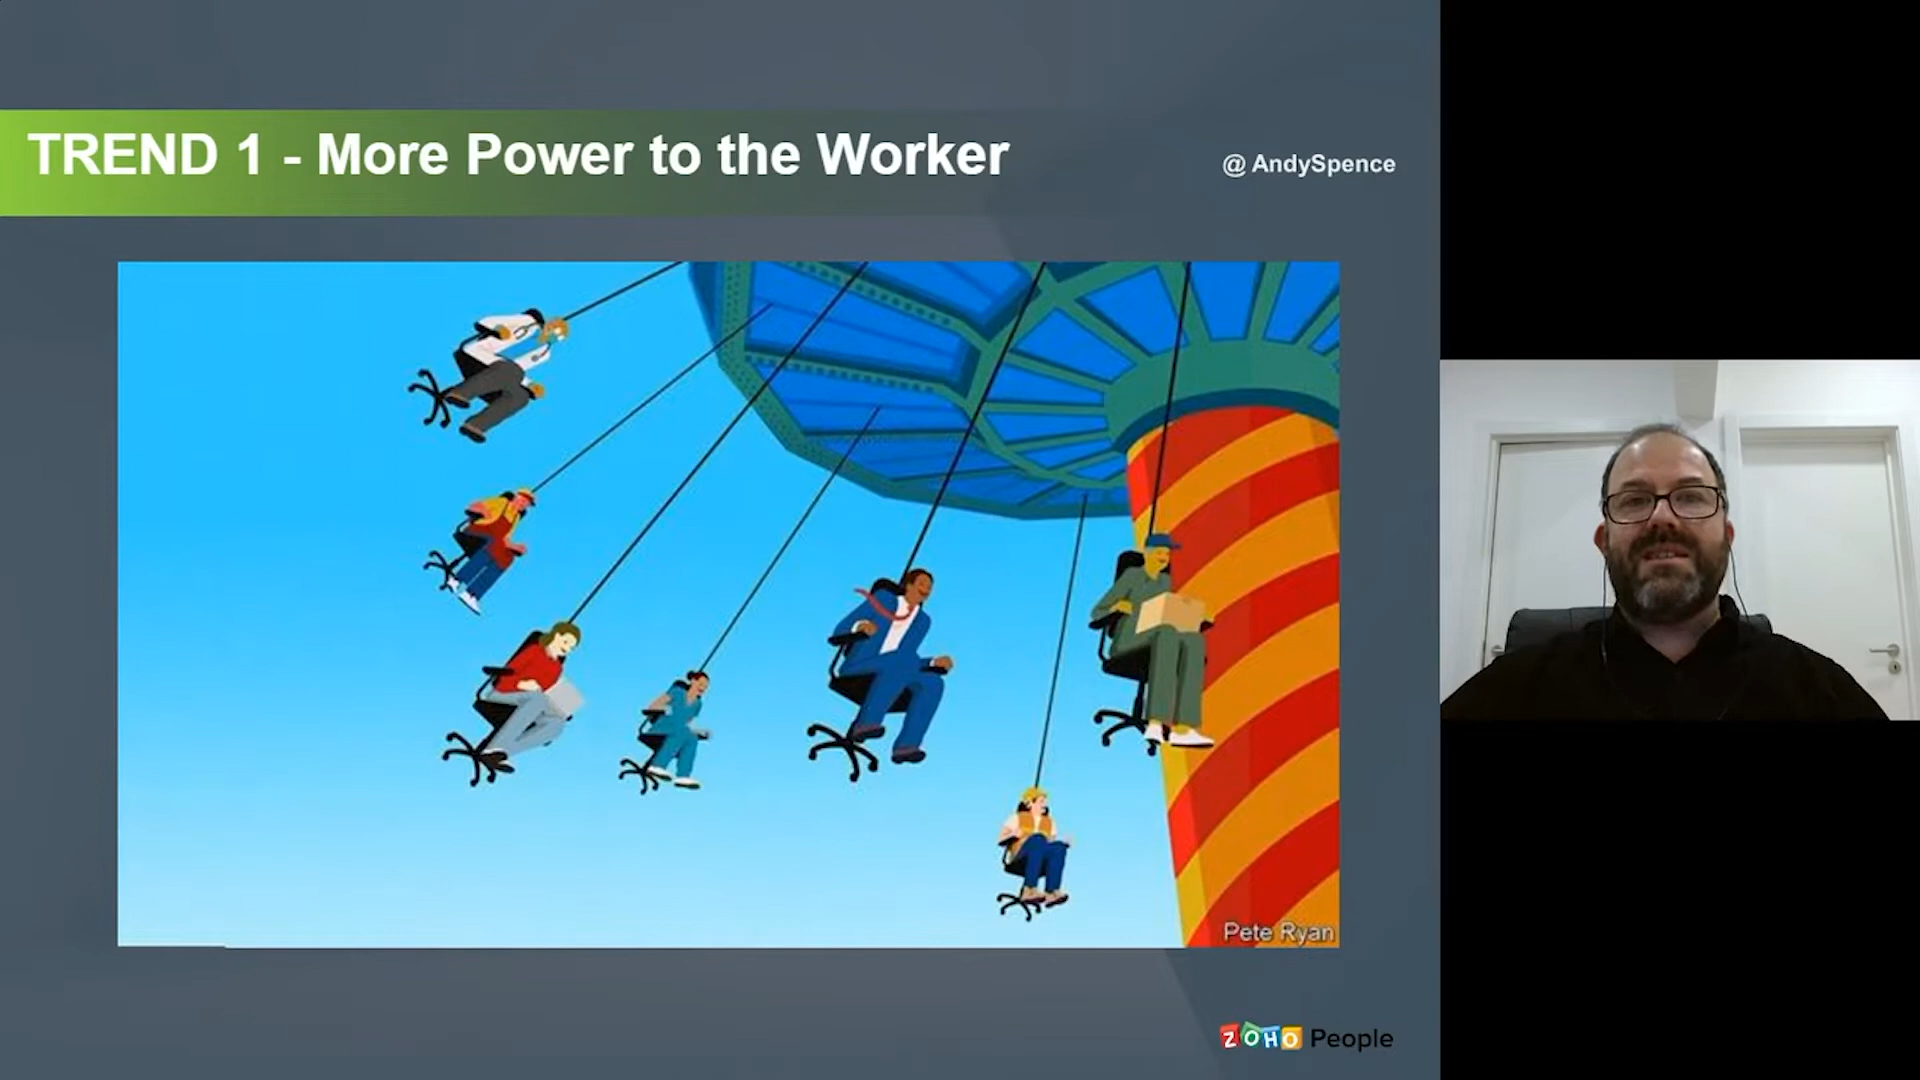 TREND 1 - More Power to the Worker
@ AndySpence
Pete Ryan
ZOHO People